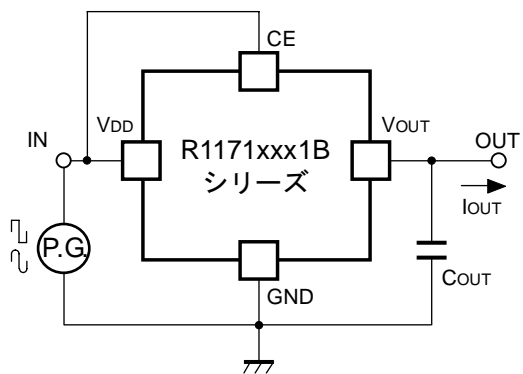 CE
VDD
VOUT
IN
R1171xxx1B
シリーズ
OUT
IOUT
P.G.
COUT
GND